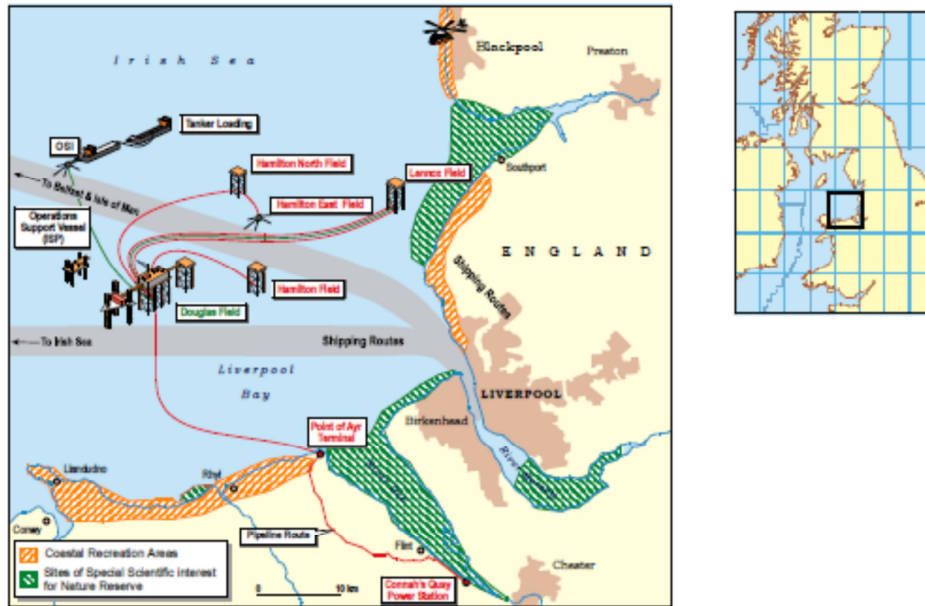 Irish Sea
Blackpool
Preston
Tanker Loading
OSI
Hamilton North Field
Lennox Field
Southport
To Belfast & Isle of Man
Hamilton East Field
Operations
Support Vessel
(ISP)
ENGLAND
Shipping Routes
Hamilton Field
Douglas Field
To Irish Sea
Shipping Routes
Liverpool
Bay
LIVERPOOL
Birkenhead
Point of Ayr
Terminal
River
Llandudno
Rhyl
Conwy
Pipeline Route
Flint
Chester
Coastal Recreation Areas
Sites of Special Scientific Interest
for Nature Reserve
0 10 km
Connah's Quay
Power Station